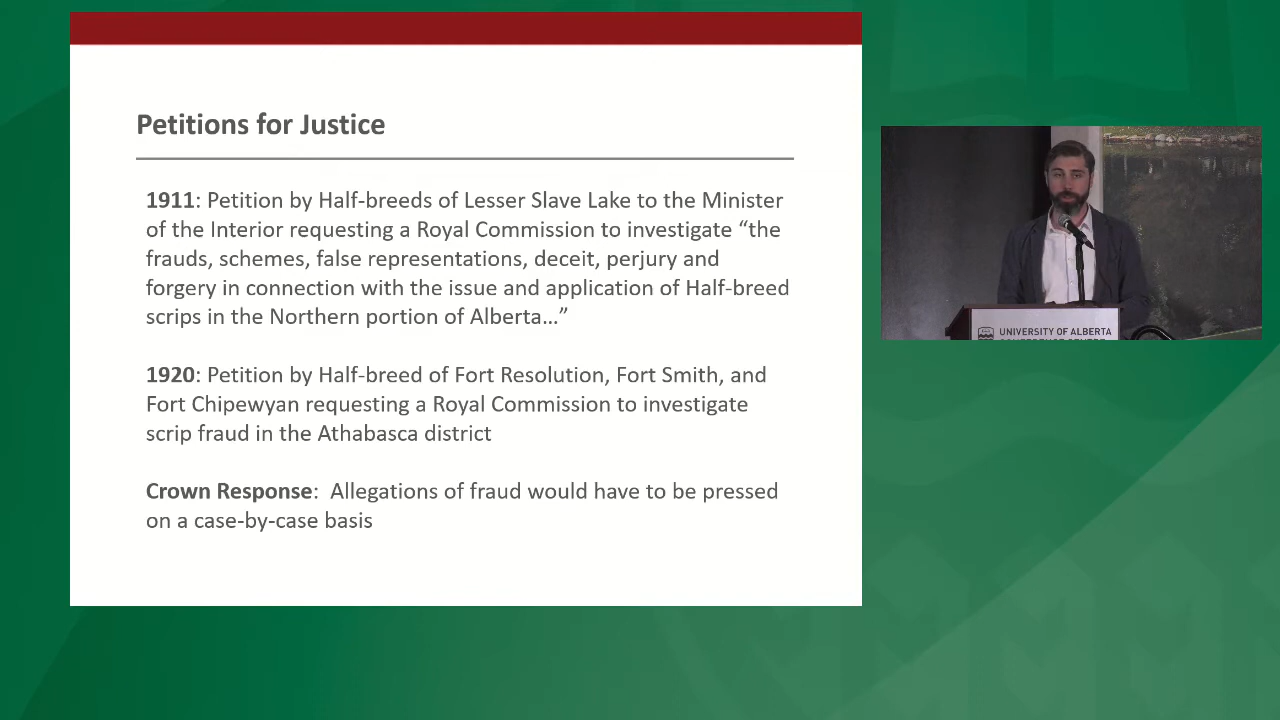 Petitions for Justice
1911: Petition by Half-breeds of Lesser Slave Lake to the Minister
of the Interior requesting a Royal Commission to investigate “the
frauds, schemes, false representations, deceit, perjury and
forgery in connection with the issue and application of Half-breed
scrips in the Northern portion of Alberta…”
1920: Petition by Half-breed of Fort Resolution, Fort Smith, and
Fort Chipewyan requesting a Royal Commission to investigate
scrip fraud in the Athabasca district
Crown Response:  Allegations of fraud would have to be pressed
on a case-by-case basis
UNIVERSITY OF ALBERTA